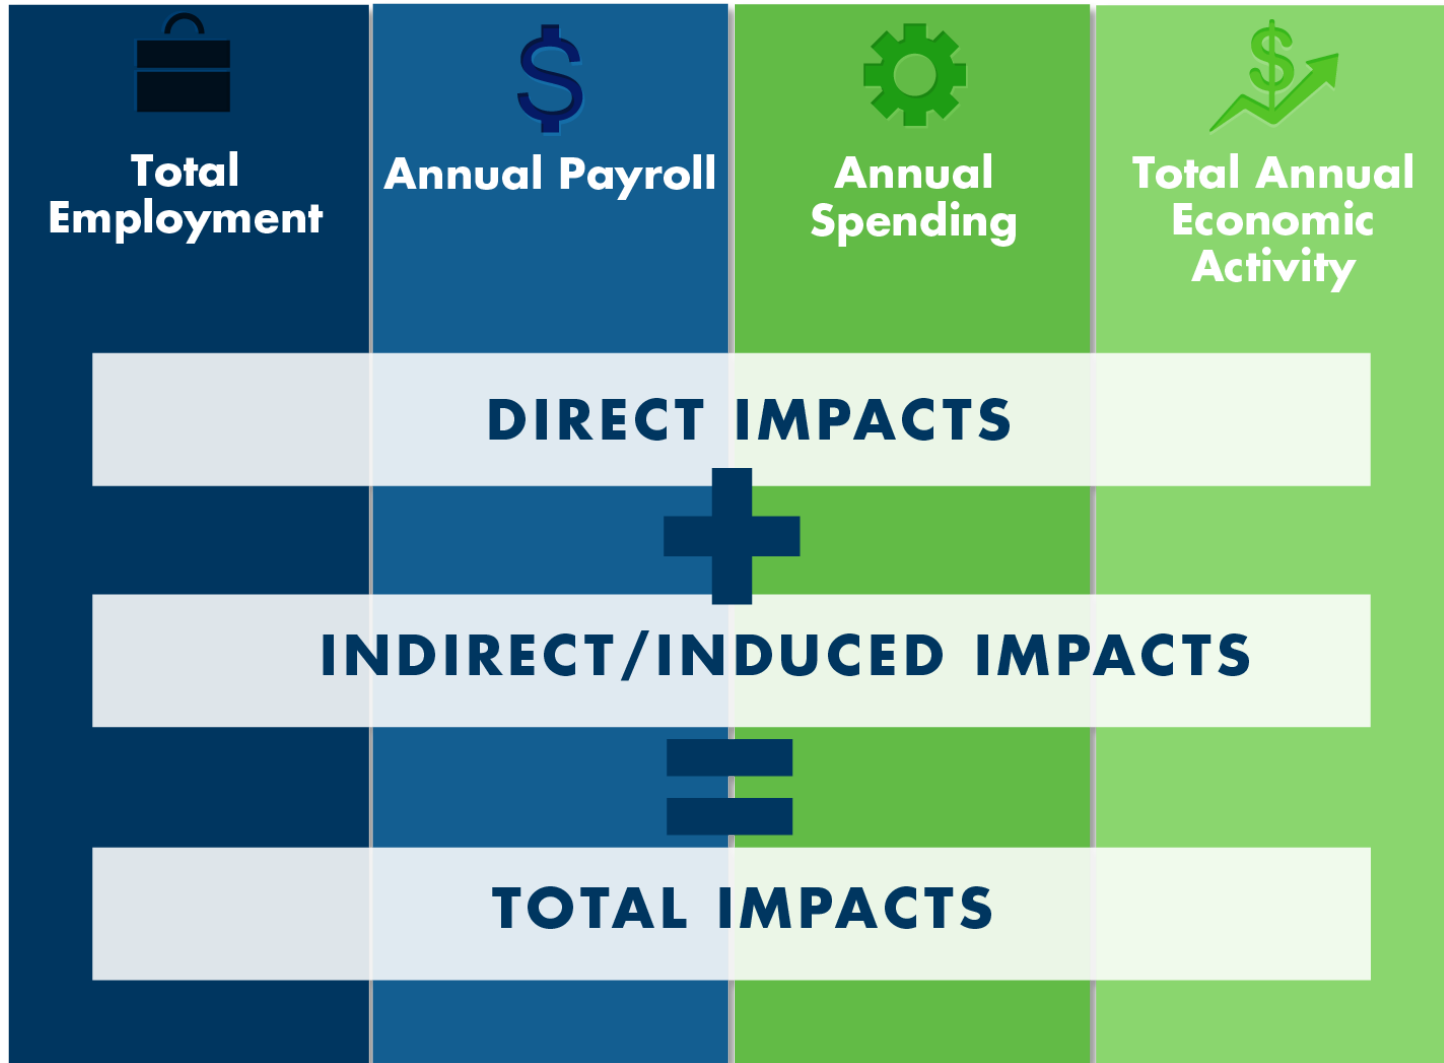 Total
Employment
Annual Payroll
Annual
Spending
Total Annual
Economic
Activity
DIRECT IMPACTS
+
INDIRECT/INDUCED IMPACTS
=
TOTAL IMPACTS